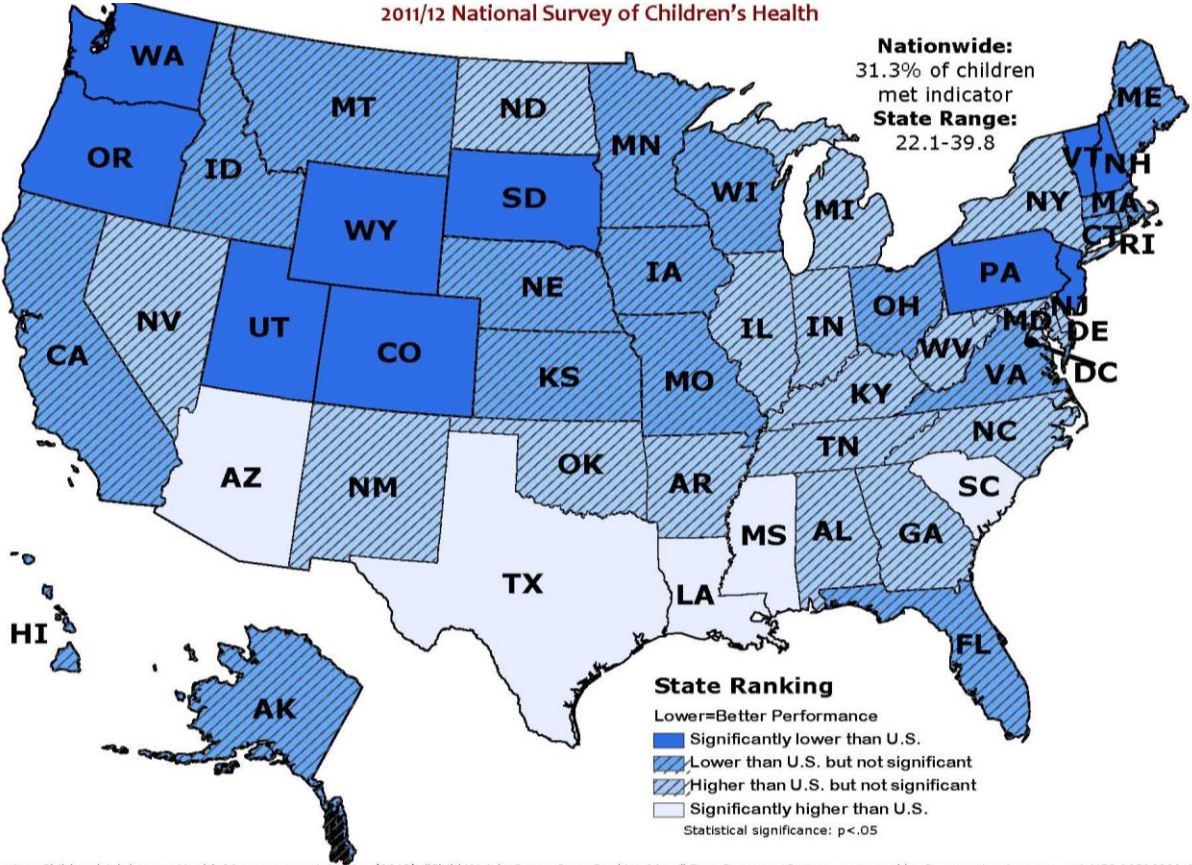 2011/12 National Survey of Children's Health
Nationwide:
31.3% of children
met indicator
State Range:
22.1-39.8
WA
MT
ND
MN
ME
OR
ID
SD
WI
MI
VT
NH
NY
MA
WY
CT
RI
NE
IA
PA
NV
UT
CO
IL
IN
OH
NJ
MD
DE
CA
KS
MO
WV
VA
DC
KY
AZ
NM
OK
AR
TN
NC
SC
TX
LA
MS
AL
GA
HI
FL
AK
State Ranking
Lower=Better Performance
Significantly lower than U.S.
Lower than U.S. but not significant
Higher than U.S. but not significant
Significantly higher than U.S.
Statistical significance: p<.05